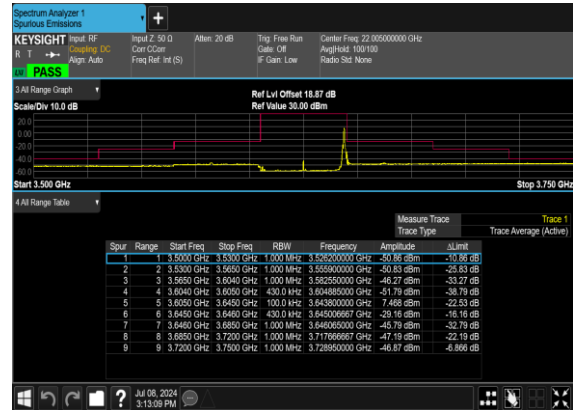 Spectrum Analyzer 1
Spurious Emissions
KEYSIGHT Input: RF Input Z: 50 Ω Atten: 20 dB Trig: Free Run Center Freq: 22.005000000 GHz
R T Coupling: DC Corr CCorr Gate: Off Avg|Hold: 100/100
Align: Auto Freq Ref: Int (S) IF Gain: Low Radio Std: None
PASS
3 All Range Graph
Ref Lvl Offset 18.87 dB
Scale/Div 10.0 dB Ref Value 30.00 dBm
20.0
0.00
-20.0
-40.0
-60.0
Start 3.500 GHz Stop 3.750 GHz
4 All Range Table
Measure Trace Trace 1
Trace Type Trace Average (Active)
Spur Range Start Freq Stop Freq RBW Frequency Amplitude ΔLimit
1 1 3.5000 GHz 3.5300 GHz 1.000 MHz 3.526200000 GHz -50.86 dBm -10.86 dB
2 2 3.5300 GHz 3.5650 GHz 1.000 MHz 3.555900000 GHz -50.83 dBm -25.83 dB
3 3 3.5650 GHz 3.6040 GHz 1.000 MHz 3.582550000 GHz -46.27 dBm -33.27 dB
4 4 3.6040 GHz 3.6050 GHz 430.0 kHz 3.604885000 GHz -51.79 dBm -38.79 dB
5 5 3.6050 GHz 3.6450 GHz 100.0 kHz 3.643800000 GHz 7.468 dBm -22.53 dB
6 6 3.6450 GHz 3.6460 GHz 430.0 kHz 3.645006667 GHz -29.16 dBm -16.16 dB
7 7 3.6460 GHz 3.6850 GHz 1.000 MHz 3.646065000 GHz -45.79 dBm -32.79 dB
8 8 3.6850 GHz 3.7200 GHz 1.000 MHz 3.717666667 GHz -47.19 dBm -22.19 dB
9 9 3.7200 GHz 3.7500 GHz 1.000 MHz 3.728950000 GHz -46.87 dBm -6.866 dB
? Jul 08, 2024
3:13:09 PM